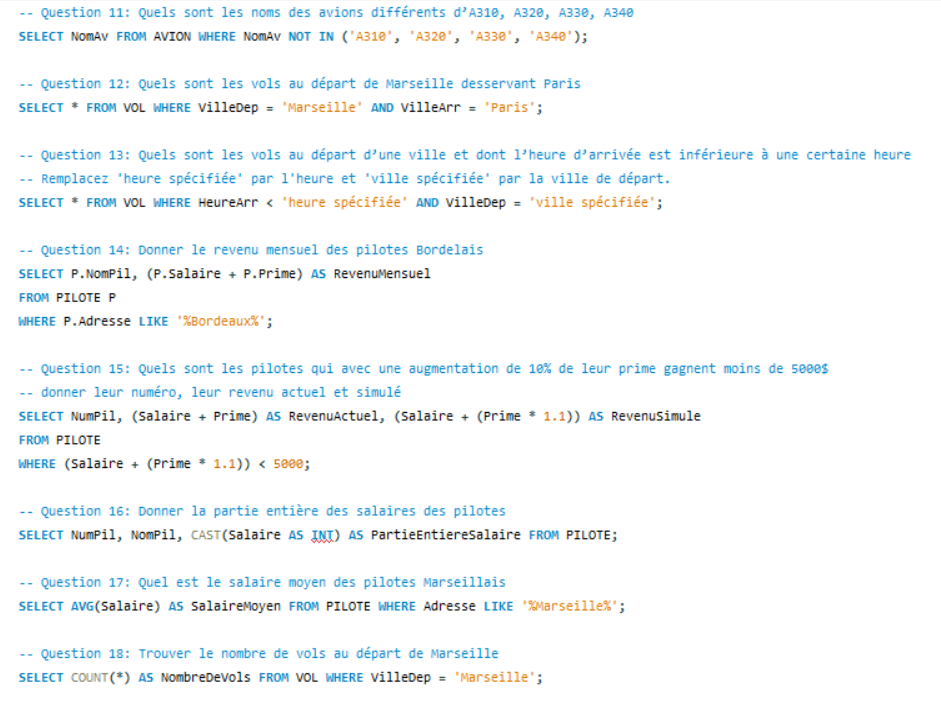 -- Question 11: Quels sont les noms des avions différents d’A310, A320, A330, A340
SELECT NomAv FROM AVION WHERE NomAv NOT IN ('A310', 'A320', 'A330', 'A340');
-- Question 12: Quels sont les vols au départ de Marseille desservant Paris
SELECT * FROM VOL WHERE VilleDep = 'Marseille' AND VilleArr = 'Paris';
-- Question 13: Quels sont les vols au départ d’une ville et dont l’heure d’arrivée est inférieure à une certaine heure
-- Remplacez 'heure spécifiée' par l'heure et 'ville spécifiée' par la ville de départ.
SELECT * FROM VOL WHERE HeureArr < 'heure spécifiée' AND VilleDep = 'ville spécifiée';
-- Question 14: Donner le revenu mensuel des pilotes Bordelais
SELECT P.NomPil, (P.Salaire + P.Prime) AS RevenuMensuel
FROM PILOTE P
WHERE P.Adresse LIKE '%Bordeaux%';
-- Question 15: Quels sont les pilotes qui avec une augmentation de 10% de leur prime gagnent moins de 5000$
-- donner leur numéro, leur revenu actuel et simulé
SELECT NumPil, (Salaire + Prime) AS RevenuActuel, (Salaire + (Prime * 1.1)) AS RevenuSimule
FROM PILOTE
WHERE (Salaire + (Prime * 1.1)) < 5000;
-- Question 16: Donner la partie entière des salaires des pilotes
SELECT NumPil, NomPil, CAST(Salaire AS INT) AS PartieEntiereSalaire FROM PILOTE;
-- Question 17: Quel est le salaire moyen des pilotes Marseillais
SELECT AVG(Salaire) AS SalaireMoyen FROM PILOTE WHERE Adresse LIKE '%Marseille%';
-- Question 18: Trouver le nombre de vols au départ de Marseille
SELECT COUNT(*) AS NombreDeVols FROM VOL WHERE VilleDep = 'Marseille';